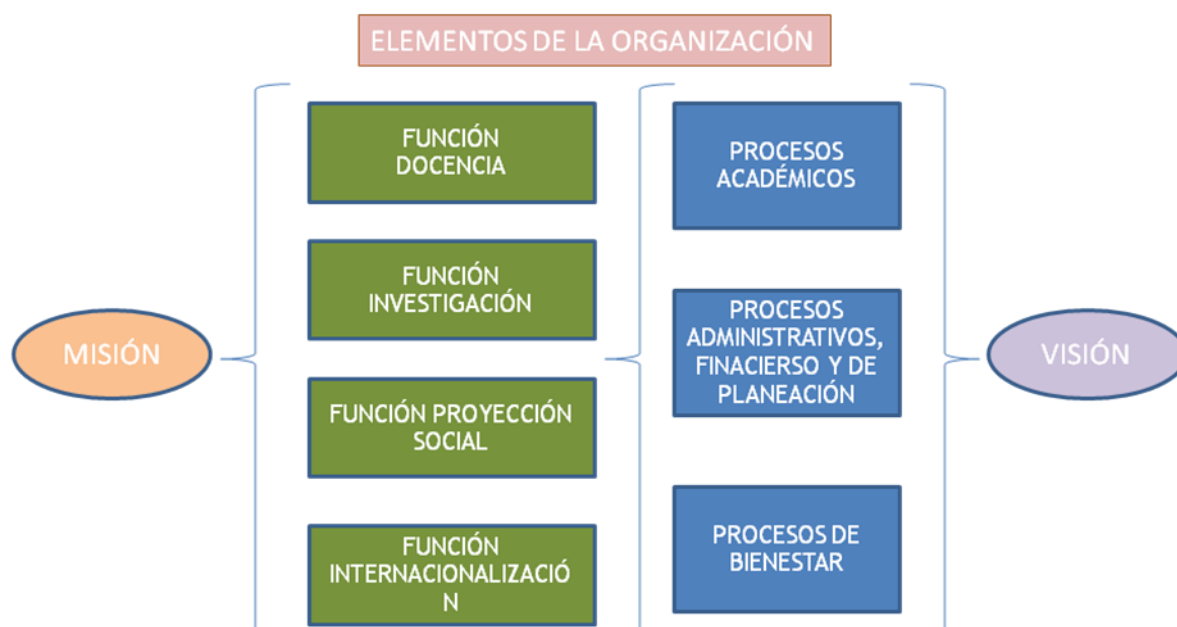 ELEMENTOS DE LA ORGANIZACIÓN
MISIÓN
FUNCIÓN
DOCENCIA
FUNCIÓN
INVESTIGACIÓN
FUNCIÓN PROYECCIÓN
SOCIAL
FUNCIÓN
INTERNACIONALIZACIÓ
N
PROCESOS
ACADÉMICOS
PROCESOS
ADMINISTRATIVOS,
FINACIERSO Y DE
PLANEACIÓN
PROCESOS DE
BIENESTAR
VISIÓN